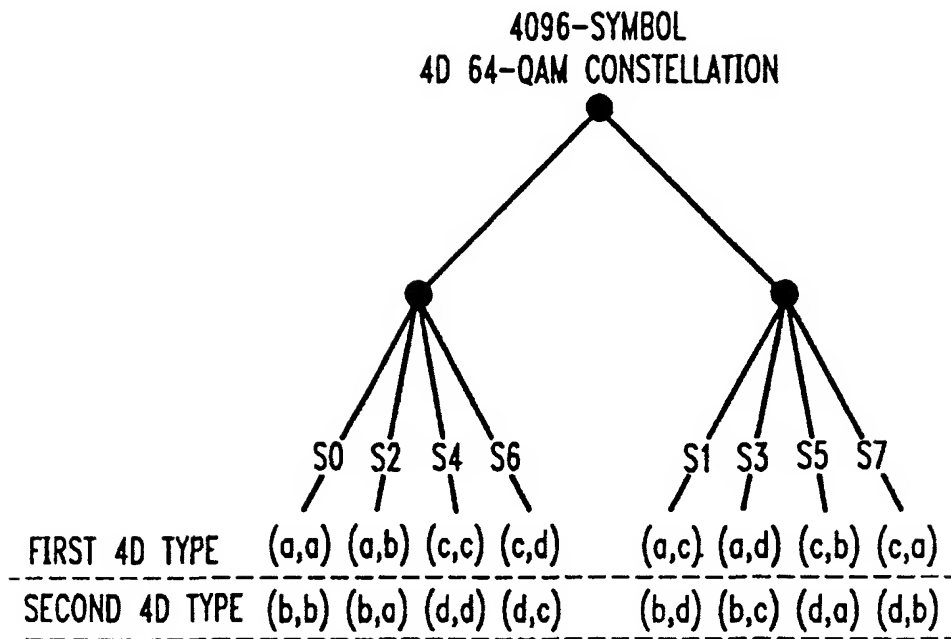 4096-SYMBOL
4D 64-QAM CONSTELLATION
S0 S2 S4 S6 S1 S3 S5 S7
FIRST 4D TYPE (a,a) (a,b) (c,c) (c,d) (a,c) (a,d) (c,b) (c,a)
SECOND 4D TYPE (b,b) (b,a) (d,d) (d,c) (b,d) (b,c) (d,a) (d,b)